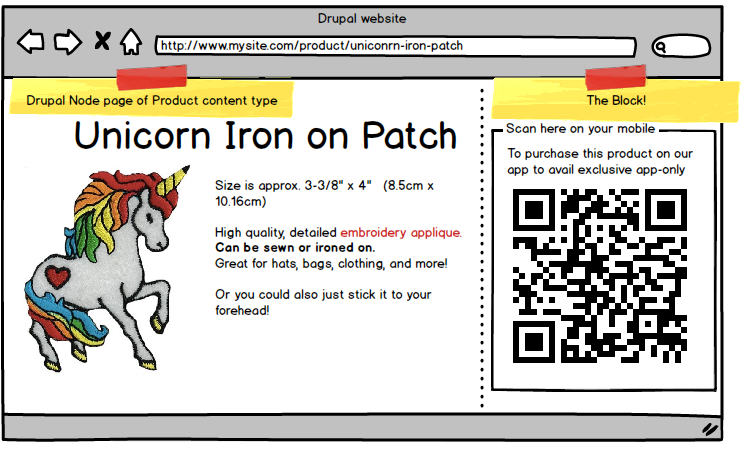 Drupal website
http://www.mysite.com/product/uniconrn-iron-patch
Drupal Node page of Product content type
Unicorn Iron on Patch
Size is approx. 3-3/8" x 4"   (8.5cm x
10.16cm)
High quality, detailed embroidery applique.
Can be sewn or ironed on.
Great for hats, bags, clothing, and more!
Or you could also just stick it to your
forehead!
The Block!
Scan here on your mobile
To purchase this product on our
app to avail exclusive app-only